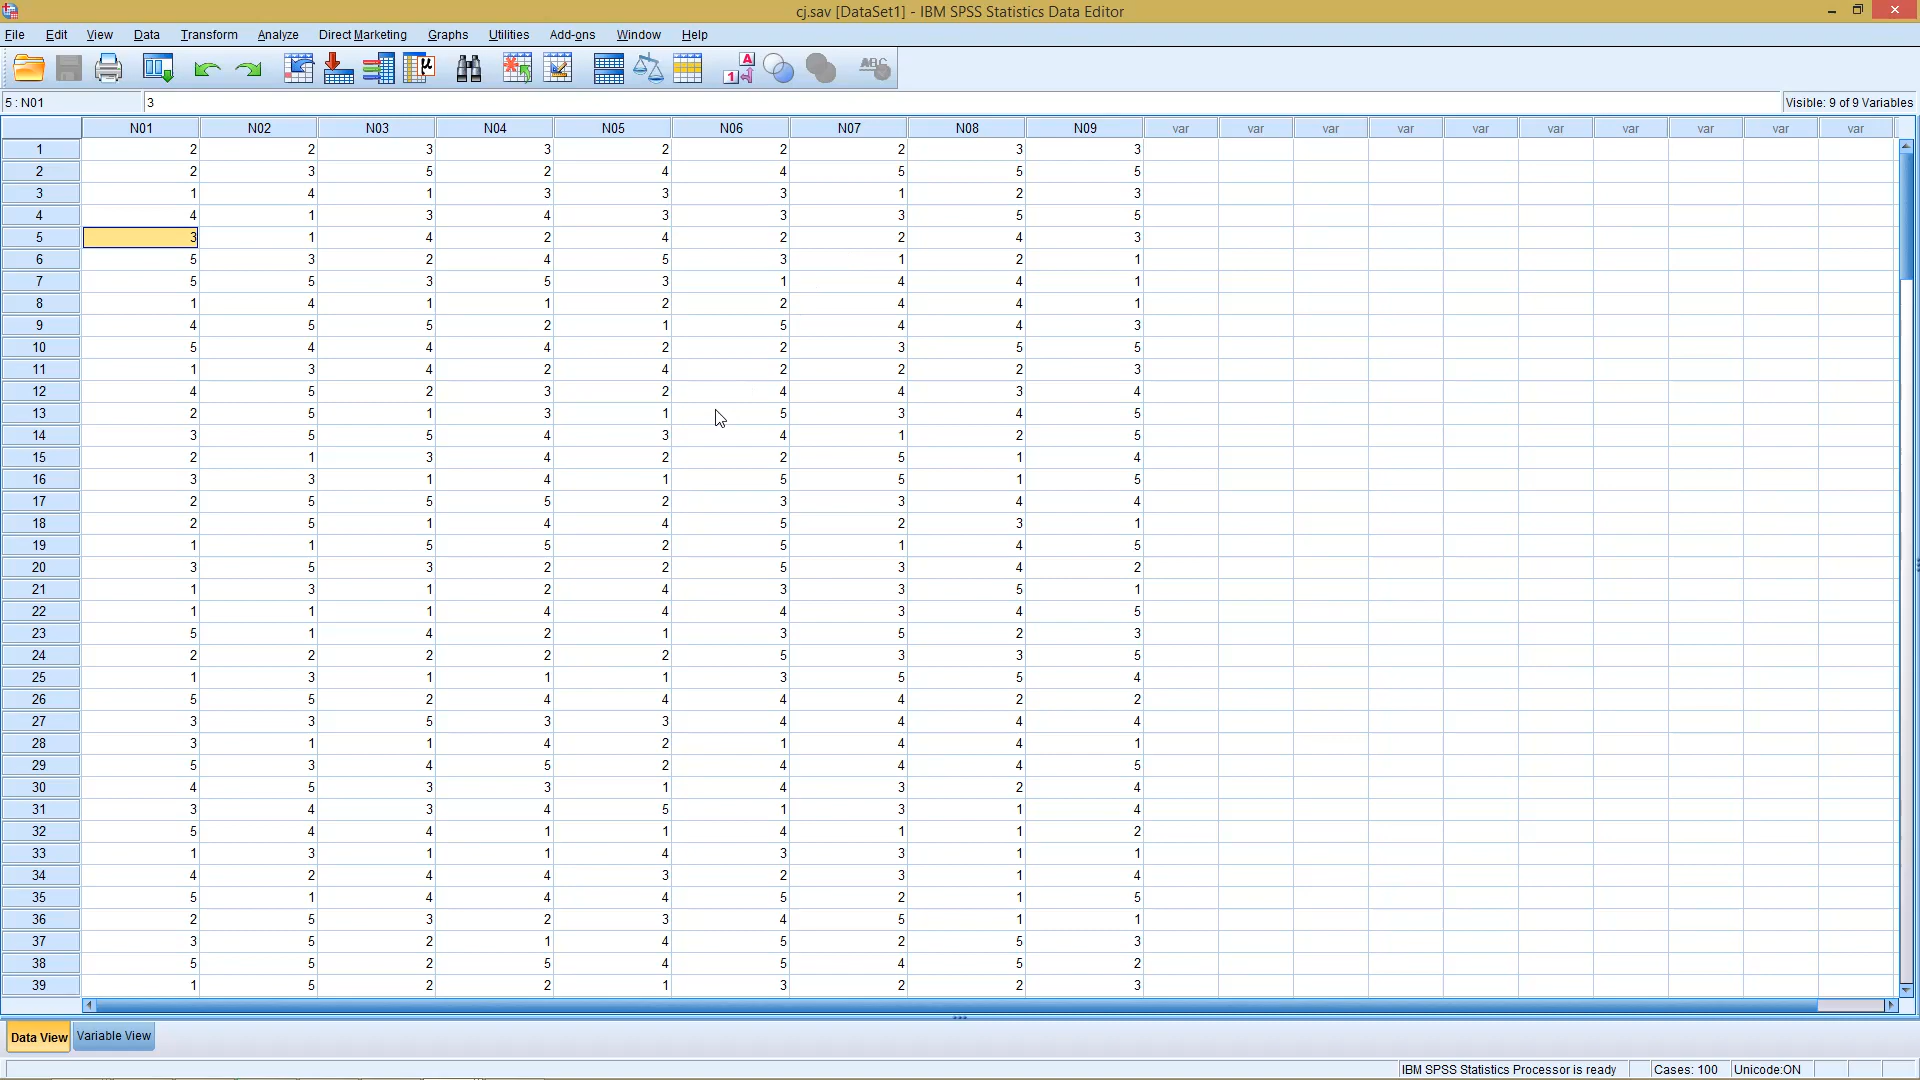 cj.sav [DataSet1] - IBM SPSS Statistics Data Editor
File Edit View Data Transform Analyze Direct Marketing Graphs Utilities Add-ons Window Help
5 : N01 3 Visible: 9 of 9 Variables
N01 N02 N03 N04 N05 N06 N07 N08 N09 var var var var var var var var var var
1 2 2 3 3 2 2 2 3 3
2 2 3 5 2 4 4 5 5 5
3 1 4 1 3 3 3 1 2 3
4 4 1 3 4 3 3 3 5 5
5 3 1 4 2 4 2 2 4 3
6 5 3 2 4 5 3 1 2 1
7 5 5 3 5 3 1 4 4 1
8 1 4 1 1 2 2 4 4 1
9 4 5 5 2 1 5 4 4 3
10 5 4 4 4 2 2 3 5 5
11 1 3 4 2 4 2 2 2 3
12 4 5 2 3 2 4 4 3 4
13 2 5 1 3 1 5 3 4 5
14 3 5 5 4 3 4 1 2 5
15 2 1 3 4 2 2 5 1 4
16 3 3 1 4 1 5 5 1 5
17 2 5 5 5 2 3 3 4 4
18 2 5 1 4 4 5 2 3 1
19 1 1 5 5 2 5 1 4 5
20 3 5 3 2 2 5 3 4 2
21 1 3 1 2 4 3 3 5 1
22 1 1 1 4 4 4 3 4 5
23 5 1 4 2 1 3 5 2 3
24 2 2 2 2 2 5 3 3 5
25 1 3 1 1 1 3 5 5 4
26 5 5 2 4 4 4 4 2 2
27 3 3 5 3 3 4 4 4 4
28 3 1 1 4 2 1 4 4 1
29 5 3 4 5 2 4 4 4 5
30 4 5 3 3 1 4 3 2 4
31 3 4 3 4 5 1 3 1 4
32 5 4 4 1 1 4 1 1 2
33 1 3 1 1 4 3 3 1 1
34 4 2 4 4 3 2 3 1 4
35 5 1 4 4 4 5 2 1 5
36 2 5 3 2 3 4 5 1 1
37 3 5 2 1 4 5 2 5 3
38 5 5 2 5 4 5 4 5 2
39 1 5 2 2 1 3 2 2 3
Data View Variable View
IBM SPSS Statistics Processor is ready Cases: 100 Unicode:ON